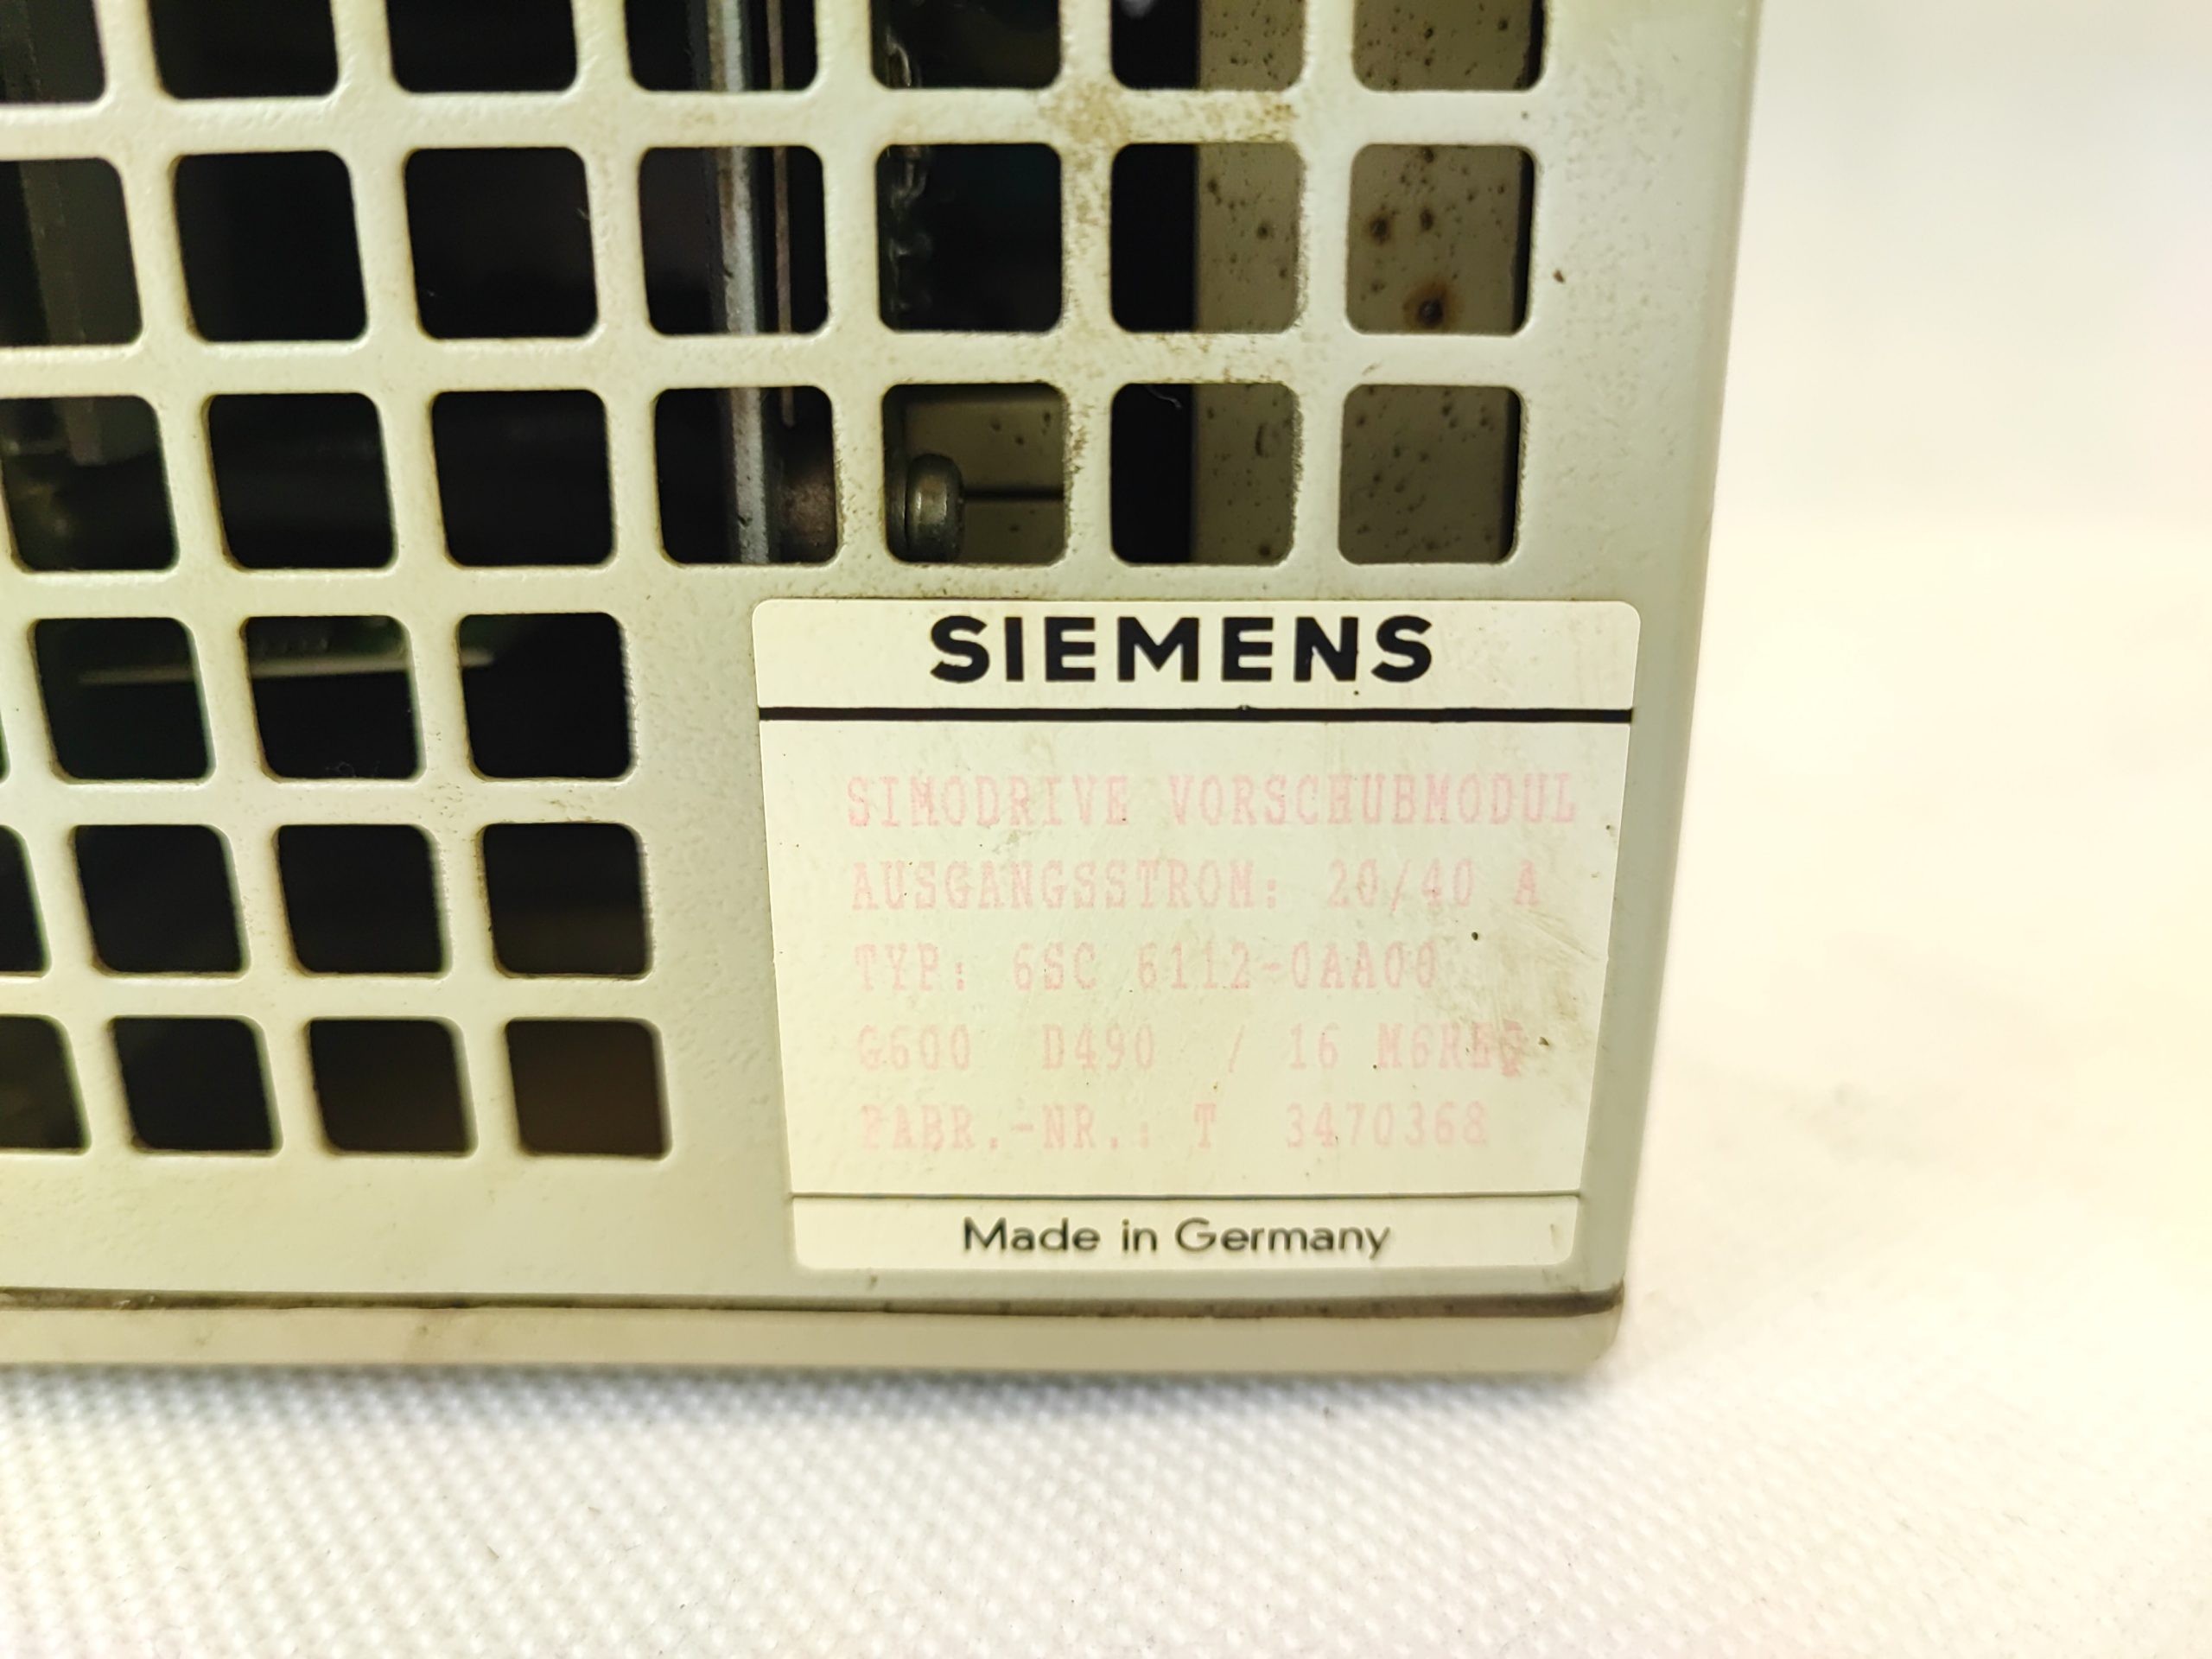 SIEMENS
SIMODRIVE VORSCHUBMODUL
AUSGANGSSTROM: 20/40 A
TYP: 6SC 6112-0AA00
G600 D490 / 16
FABR.-NR.: T 3470368
Made in Germany